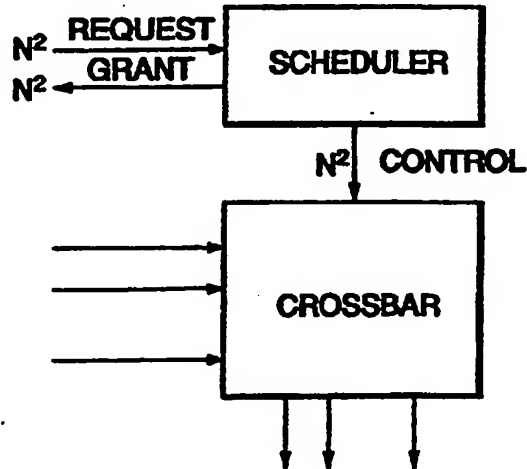 N² REQUEST
SCHEDULER
N² GRANT
N² CONTROL
CROSSBAR